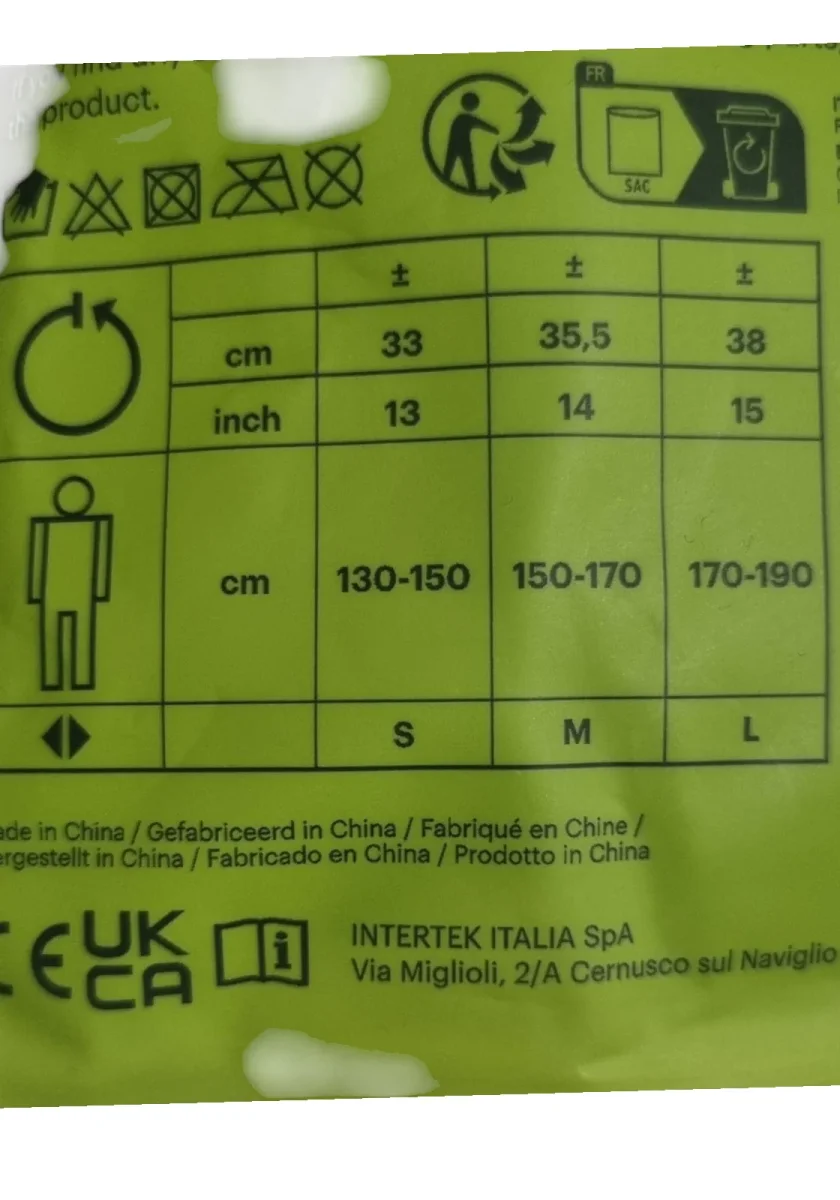 product.
FR
SAC
± ± ±
cm 33 35,5 38
inch 13 14 15
cm 130-150 150-170 170-190
S M L
in China / Gefabriceerd in China / Fabriqué en Chine /
in China / Fabricado en China / Prodotto in China
CE UK CA i
INTERTEK ITALIA SpA
Via Miglioli, 2/A Cernusco sul Naviglio